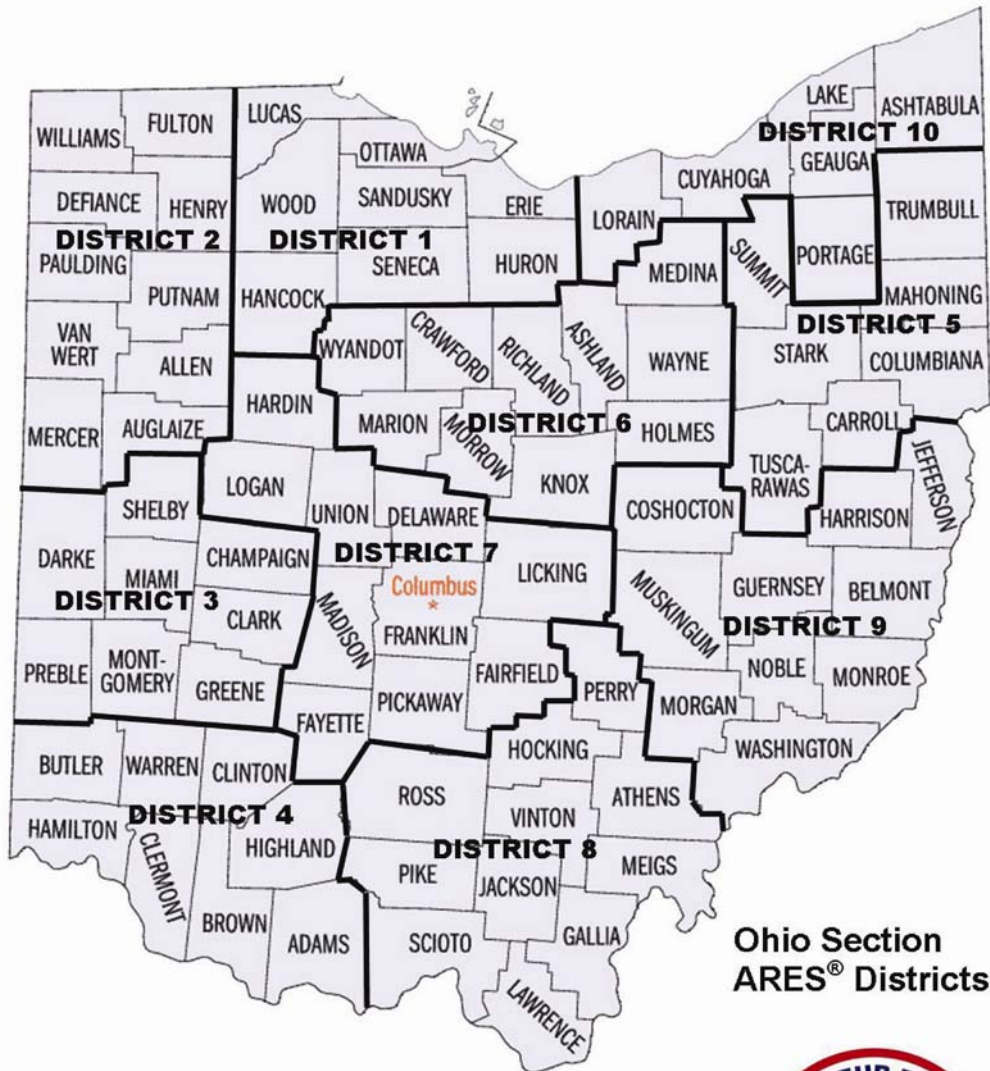 LAKE
ASHTABULA
LUCAS
FULTON
WILLIAMS
DISTRICT 10
OTTAWA
GEAUGA
CUYAHOGA
DEFIANCE
HENRY
WOOD
SANDUSKY
ERIE
LORAIN
TRUMBULL
DISTRICT 2
DISTRICT 1
PAULDING
SENECA
HURON
MEDINA
SUMMIT
PORTAGE
PUTNAM
HANCOCK
MAHONING
DISTRICT 5
VAN
WERT
ALLEN
WYANDOT
CRAWFORD
RICHLAND
ASHLAND
WAYNE
STARK
COLUMBIANA
HARDIN
MERCER
AUGLAIZE
MARION
MORROW
DISTRICT 6
HOLMES
CARROLL
JEFFERSON
TUSCA-
RAWAS
LOGAN
KNOX
SHELBY
UNION
DELAWARE
COSHOCTON
HARRISON
DARKE
CHAMPAIGN
DISTRICT 7
LICKING
MIAMI
Columbus
MUSKINGUM
GUERNSEY
BELMONT
DISTRICT 3
CLARK
MADISON
FRANKLIN
DISTRICT 9
PREBLE
MONT-
GOMERY
GREENE
PICKAWAY
FAIRFIELD
PERRY
NOBLE
MONROE
MORGAN
FAYETTE
HOCKING
WASHINGTON
BUTLER
WARREN
CLINTON
ROSS
ATHENS
DISTRICT 4
VINTON
HAMILTON
CLERMONT
HIGHLAND
DISTRICT 8
PIKE
MEIGS
JACKSON
BROWN
ADAMS
SCIOTO
GALLIA
LAWRENCE
Ohio Section
ARES® Districts